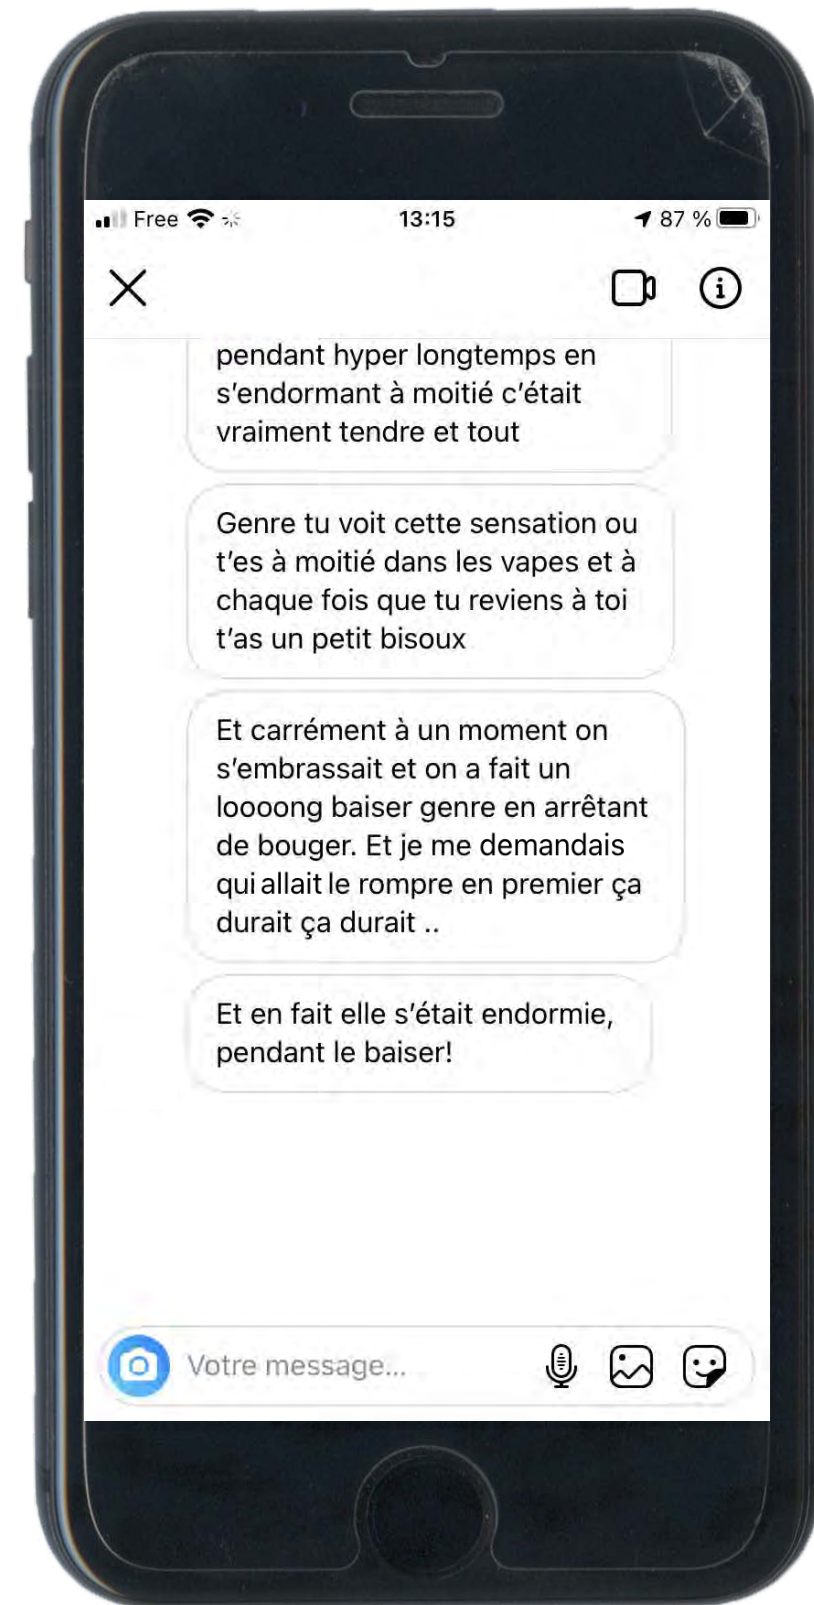 Free
13:15
87 %
pendant hyper longtemps en
s'endormant à moitié c'était
vraiment tendre et tout
Genre tu voit cette sensation ou
t'es à moitié dans les vapes et à
chaque fois que tu reviens à toi
t'as un petit bisoux
Et carrément à un moment on
s'embrassait et on a fait un
loooong baiser genre en arrêtant
de bouger. Et je me demandais
qui allait le rompre en premier ça
durait ça durait ..
Et en fait elle s'était endormie,
pendant le baiser!
Votre message...